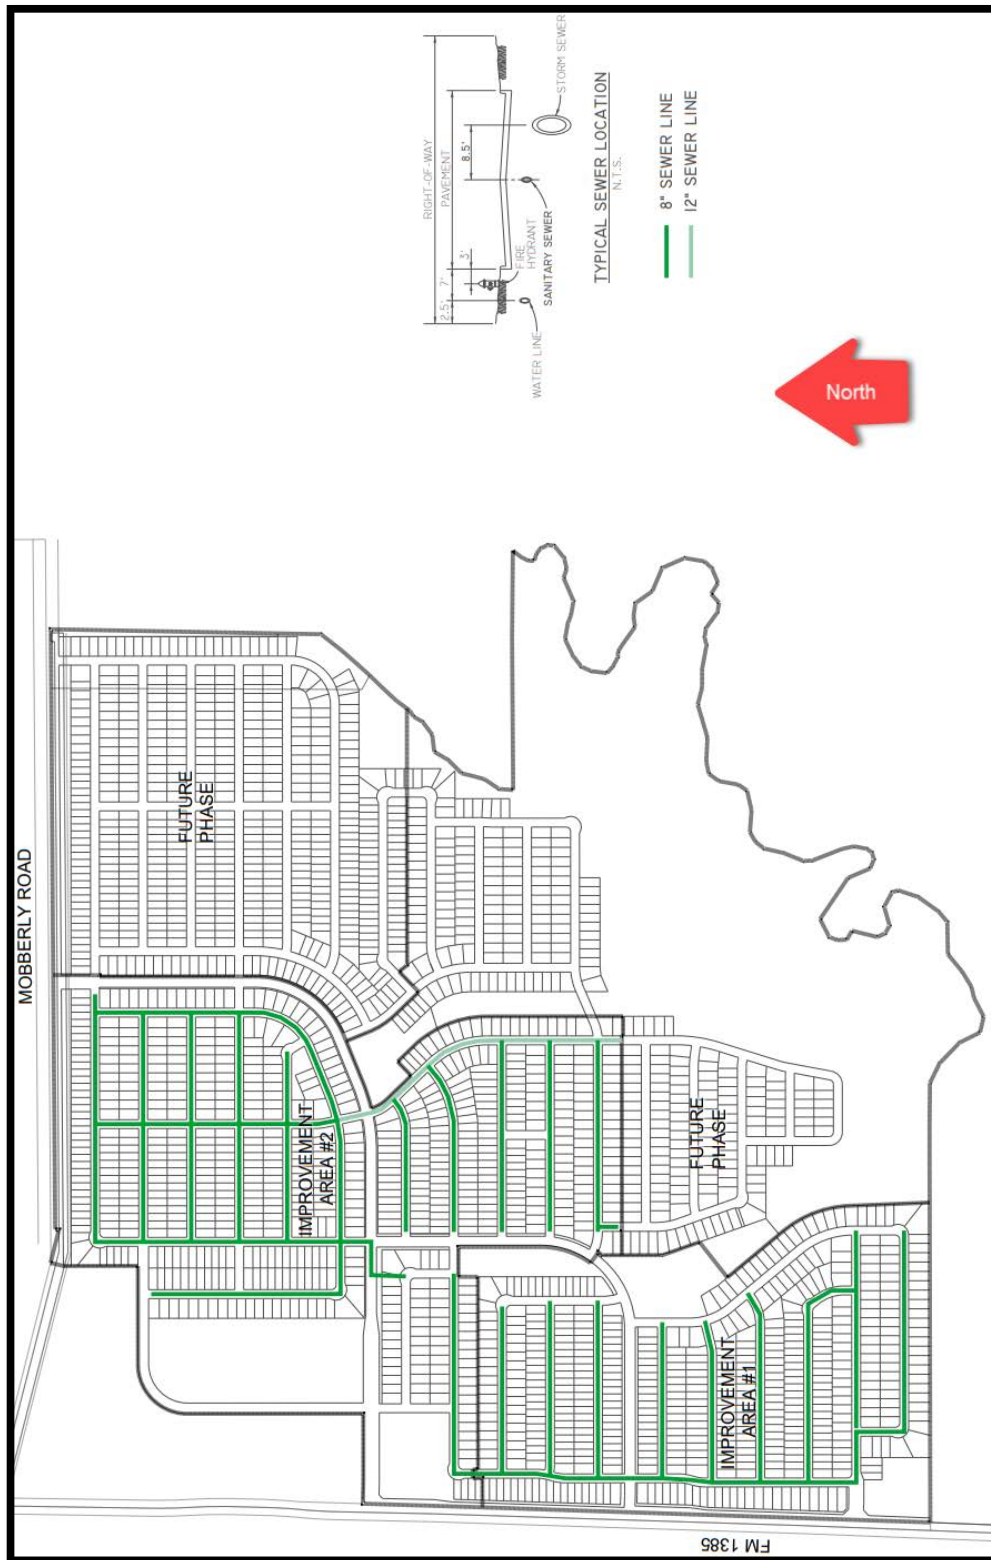 RIGHT-OF-WAY
PAVEMENT
2.5'
7'
3'
8.5'
STORM SEWER
FIRE
HYDRANT
SANITARY SEWER
WATER LINE
TYPICAL SEWER LOCATION
N.T.S.
8" SEWER LINE
12" SEWER LINE
North
MOBBERLY ROAD
FUTURE
PHASE
IMPROVEMENT
AREA #2
FUTURE
PHASE
IMPROVEMENT
AREA #1
FM 1385